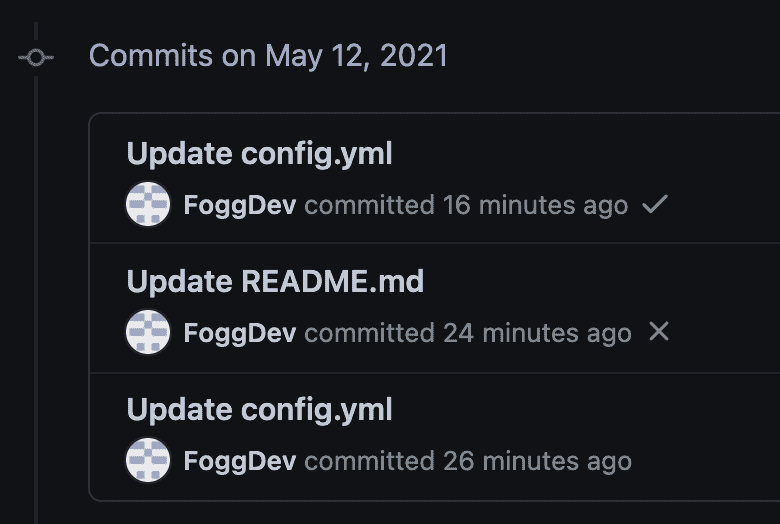 Commits on May 12, 2021
Update config.yml
FoggDev committed 16 minutes ago
Update README.md
FoggDev committed 24 minutes ago
Update config.yml
FoggDev committed 26 minutes ago